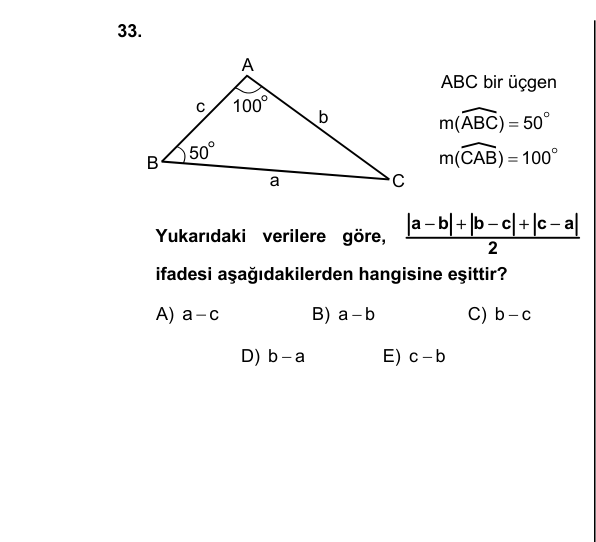 33.
A
100°
c
b
50°
B
a
C
ABC bir üçgen
m(ABC) = 50°
m(CAB) = 100°
Yukarıdaki verilere göre, |a – b| + |b – c| + |c – a|
2
ifadesi aşağıdakilerden hangisine eşittir?
A) a – c B) a – b C) b – c
D) b – a E) c – b